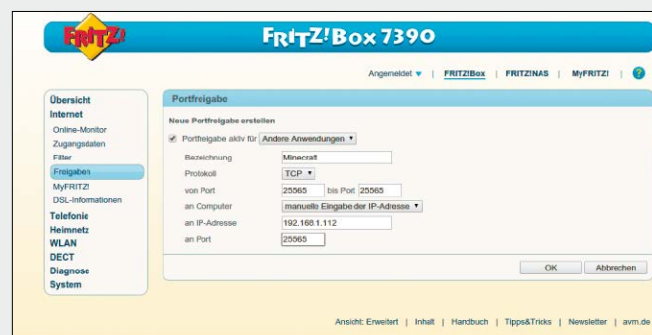 FRITZ!
FRITZ!Box 7390
Angemeldet | FRITZ!Box | FRITZ!NAS | MyFRITZ! | ?
Übersicht
Internet
Online-Monitor
Zugangsdaten
Filter
Freigaben
MyFRITZ!
DSL-Informationen
Telefonie
Heimnetz
WLAN
DECT
Diagnose
System
Portfreigabe
Neue Portfreigabe erstellen
Portfreigabe aktiv für Andere Anwendungen
Bezeichnung Minecraft
Protokoll TCP
von Port 25565 bis Port 25565
an Computer manuelle Eingabe der IP-Adresse
an IP-Adresse 192.168.1.112
an Port 25565
OK Abbrechen
Ansicht: Erweitert | Inhalt | Handbuch | Tipps&Tricks | Newsletter | avm.de